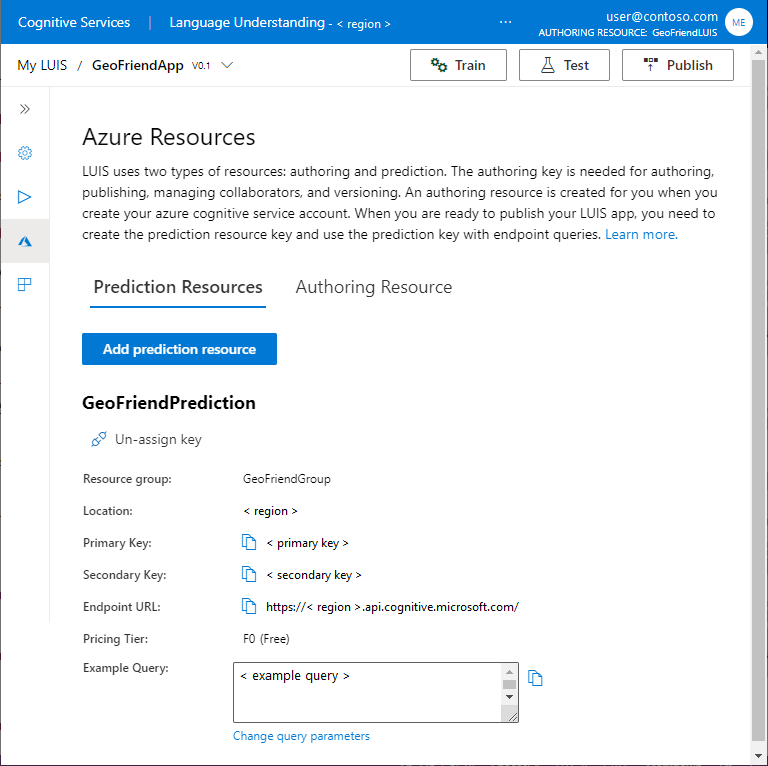 Cognitive Services | Language Understanding - < region > ... user@contoso.com ME
AUTHORING RESOURCE: GeoFriendLUIS
My LUIS / GeoFriendApp V0.1 Train Test Publish
Azure Resources
LUIS uses two types of resources: authoring and prediction. The authoring key is needed for authoring,
publishing, managing collaborators, and versioning. An authoring resource is created for you when you
create your azure cognitive service account. When you are ready to publish your LUIS app, you need to
create the prediction resource key and use the prediction key with endpoint queries. Learn more.
Prediction Resources Authoring Resource
Add prediction resource
GeoFriendPrediction
Un-assign key
Resource group: GeoFriendGroup
Location: < region >
Primary Key: < primary key >
Secondary Key: < secondary key >
Endpoint URL: https://< region >.api.cognitive.microsoft.com/
Pricing Tier: F0 (Free)
Example Query: < example query >
Change query parameters